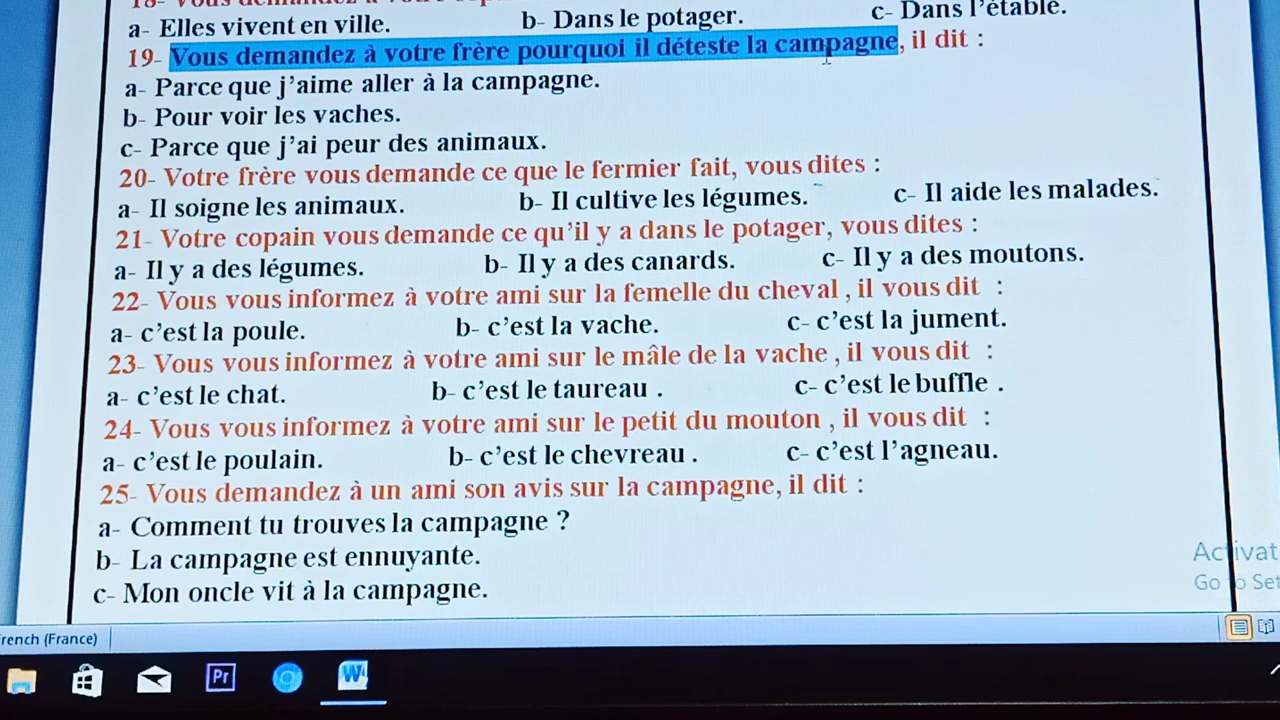 a- Elles vivent en ville. b- Dans le potager. c- Dans l'étable.
19- Vous demandez à votre frère pourquoi il déteste la campagne, il dit :
a- Parce que j'aime aller à la campagne.
b- Pour voir les vaches.
c- Parce que j'ai peur des animaux.
20- Votre frère vous demande ce que le fermier fait, vous dites :
a- Il soigne les animaux. b- Il cultive les légumes. c- Il aide les malades.
21- Votre copain vous demande ce qu'il y a dans le potager, vous dites :
a- Il y a des légumes. b- Il y a des canards. c- Il y a des moutons.
22- Vous vous informez à votre ami sur la femelle du cheval , il vous dit :
a- c'est la poule. b- c'est la vache. c- c'est la jument.
23- Vous vous informez à votre ami sur le mâle de la vache , il vous dit :
a- c'est le chat. b- c'est le taureau . c- c'est le buffle .
24- Vous vous informez à votre ami sur le petit du mouton , il vous dit :
a- c'est le poulain. b- c'est le chevreau . c- c'est l'agneau.
25- Vous demandez à un ami son avis sur la campagne, il dit :
a- Comment tu trouves la campagne ?
b- La campagne est ennuyante.
c- Mon oncle vit à la campagne.
Activat
Go to Set
rench (France)
Pr
W